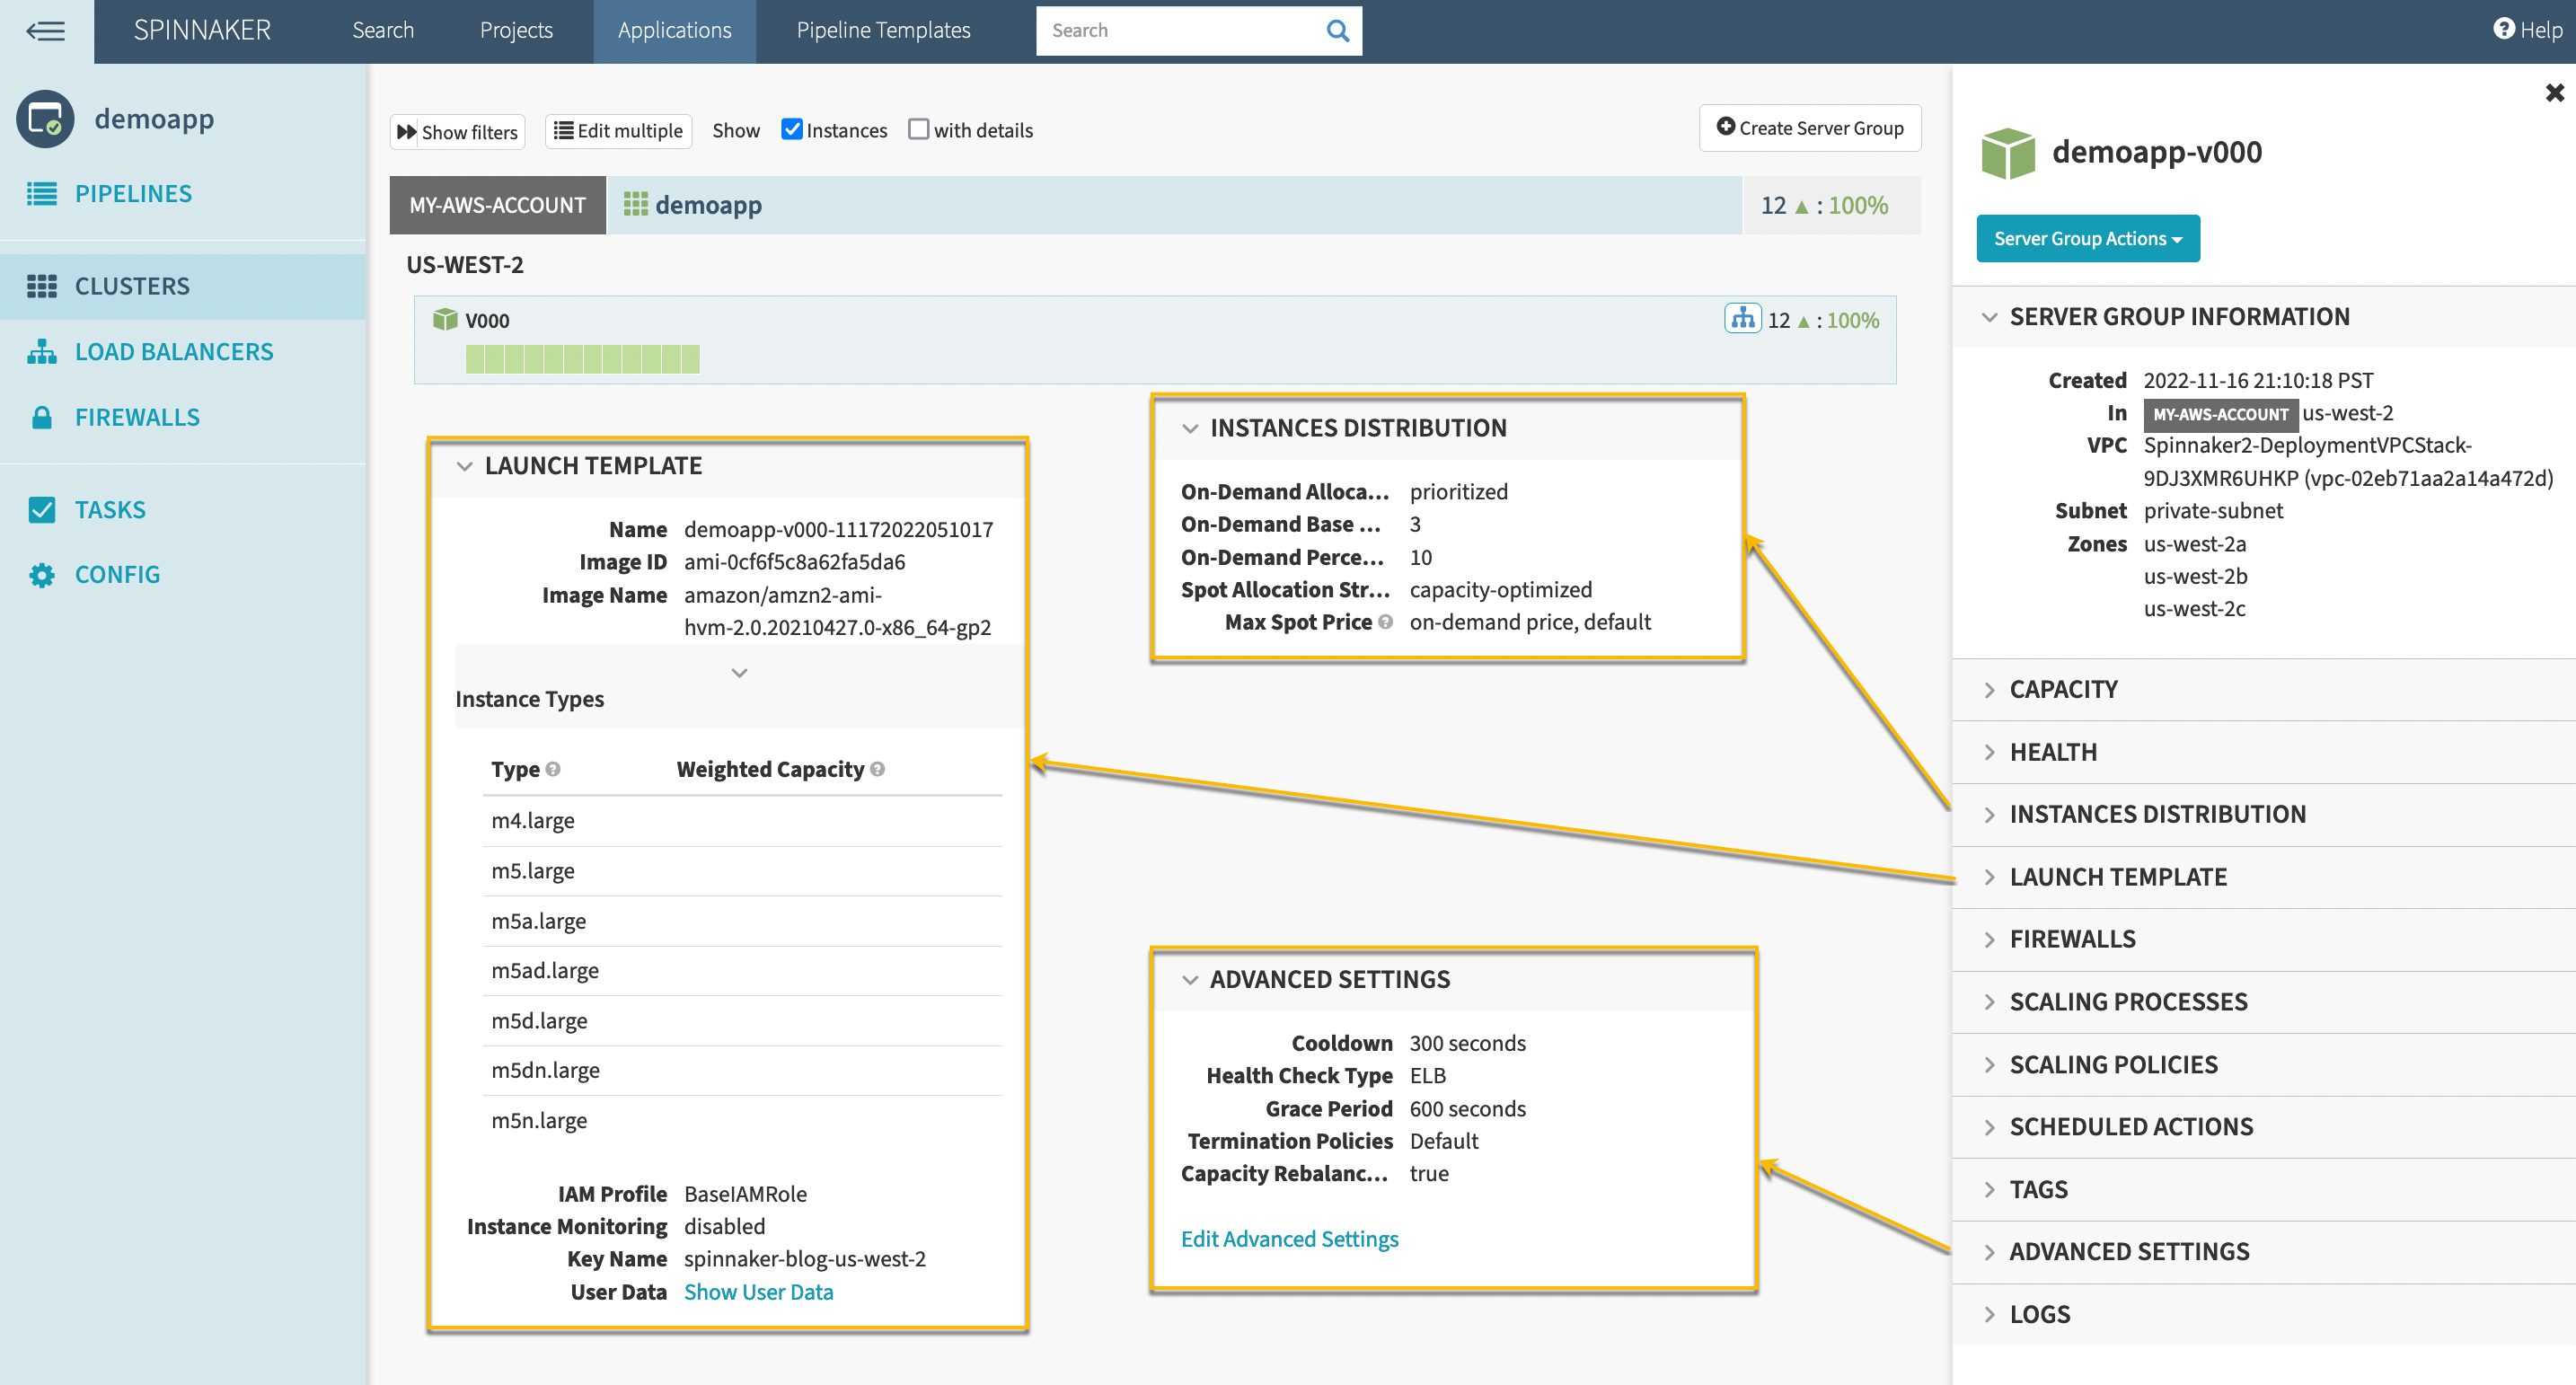 SPINNAKER Search Projects Applications Pipeline Templates Search Help
demoapp
PIPELINES
CLUSTERS
LOAD BALANCERS
FIREWALLS
TASKS
CONFIG
Show filters Edit multiple Show Instances with details Create Server Group
MY-AWS-ACCOUNT demoapp 12 ▲ : 100%
US-WEST-2
V000 12 ▲ : 100%
LAUNCH TEMPLATE
Name demoapp-v000-11172022051017
Image ID ami-0cf6f5c8a62fa5da6
Image Name amazon/amzn2-ami-
hvm-2.0.20210427.0-x86_64-gp2
Instance Types
Type Weighted Capacity
m4.large
m5.large
m5a.large
m5ad.large
m5d.large
m5dn.large
m5n.large
IAM Profile BaseIAMRole
Instance Monitoring disabled
Key Name spinnaker-blog-us-west-2
User Data Show User Data
INSTANCES DISTRIBUTION
On-Demand Alloca... prioritized
On-Demand Base ... 3
On-Demand Perce... 10
Spot Allocation Str... capacity-optimized
Max Spot Price on-demand price, default
ADVANCED SETTINGS
Cooldown 300 seconds
Health Check Type ELB
Grace Period 600 seconds
Termination Policies Default
Capacity Rebalanc... true
Edit Advanced Settings
demoapp-v000
Server Group Actions
SERVER GROUP INFORMATION
Created 2022-11-16 21:10:18 PST
In MY-AWS-ACCOUNT us-west-2
VPC Spinnaker2-DeploymentVPCStack-
9DJ3XMR6UHKP (vpc-02eb71aa2a14a472d)
Subnet private-subnet
Zones us-west-2a
us-west-2b
us-west-2c
CAPACITY
HEALTH
INSTANCES DISTRIBUTION
LAUNCH TEMPLATE
FIREWALLS
SCALING PROCESSES
SCALING POLICIES
SCHEDULED ACTIONS
TAGS
ADVANCED SETTINGS
LOGS